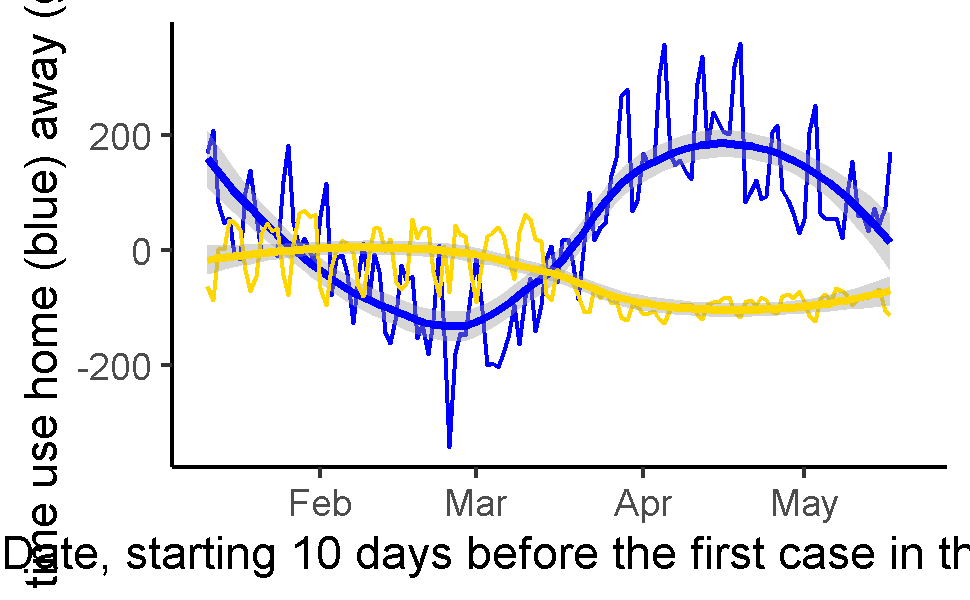 time use home (blue) away (
200
0
-200
Feb Mar Apr May
Date, starting 10 days before the first case in th